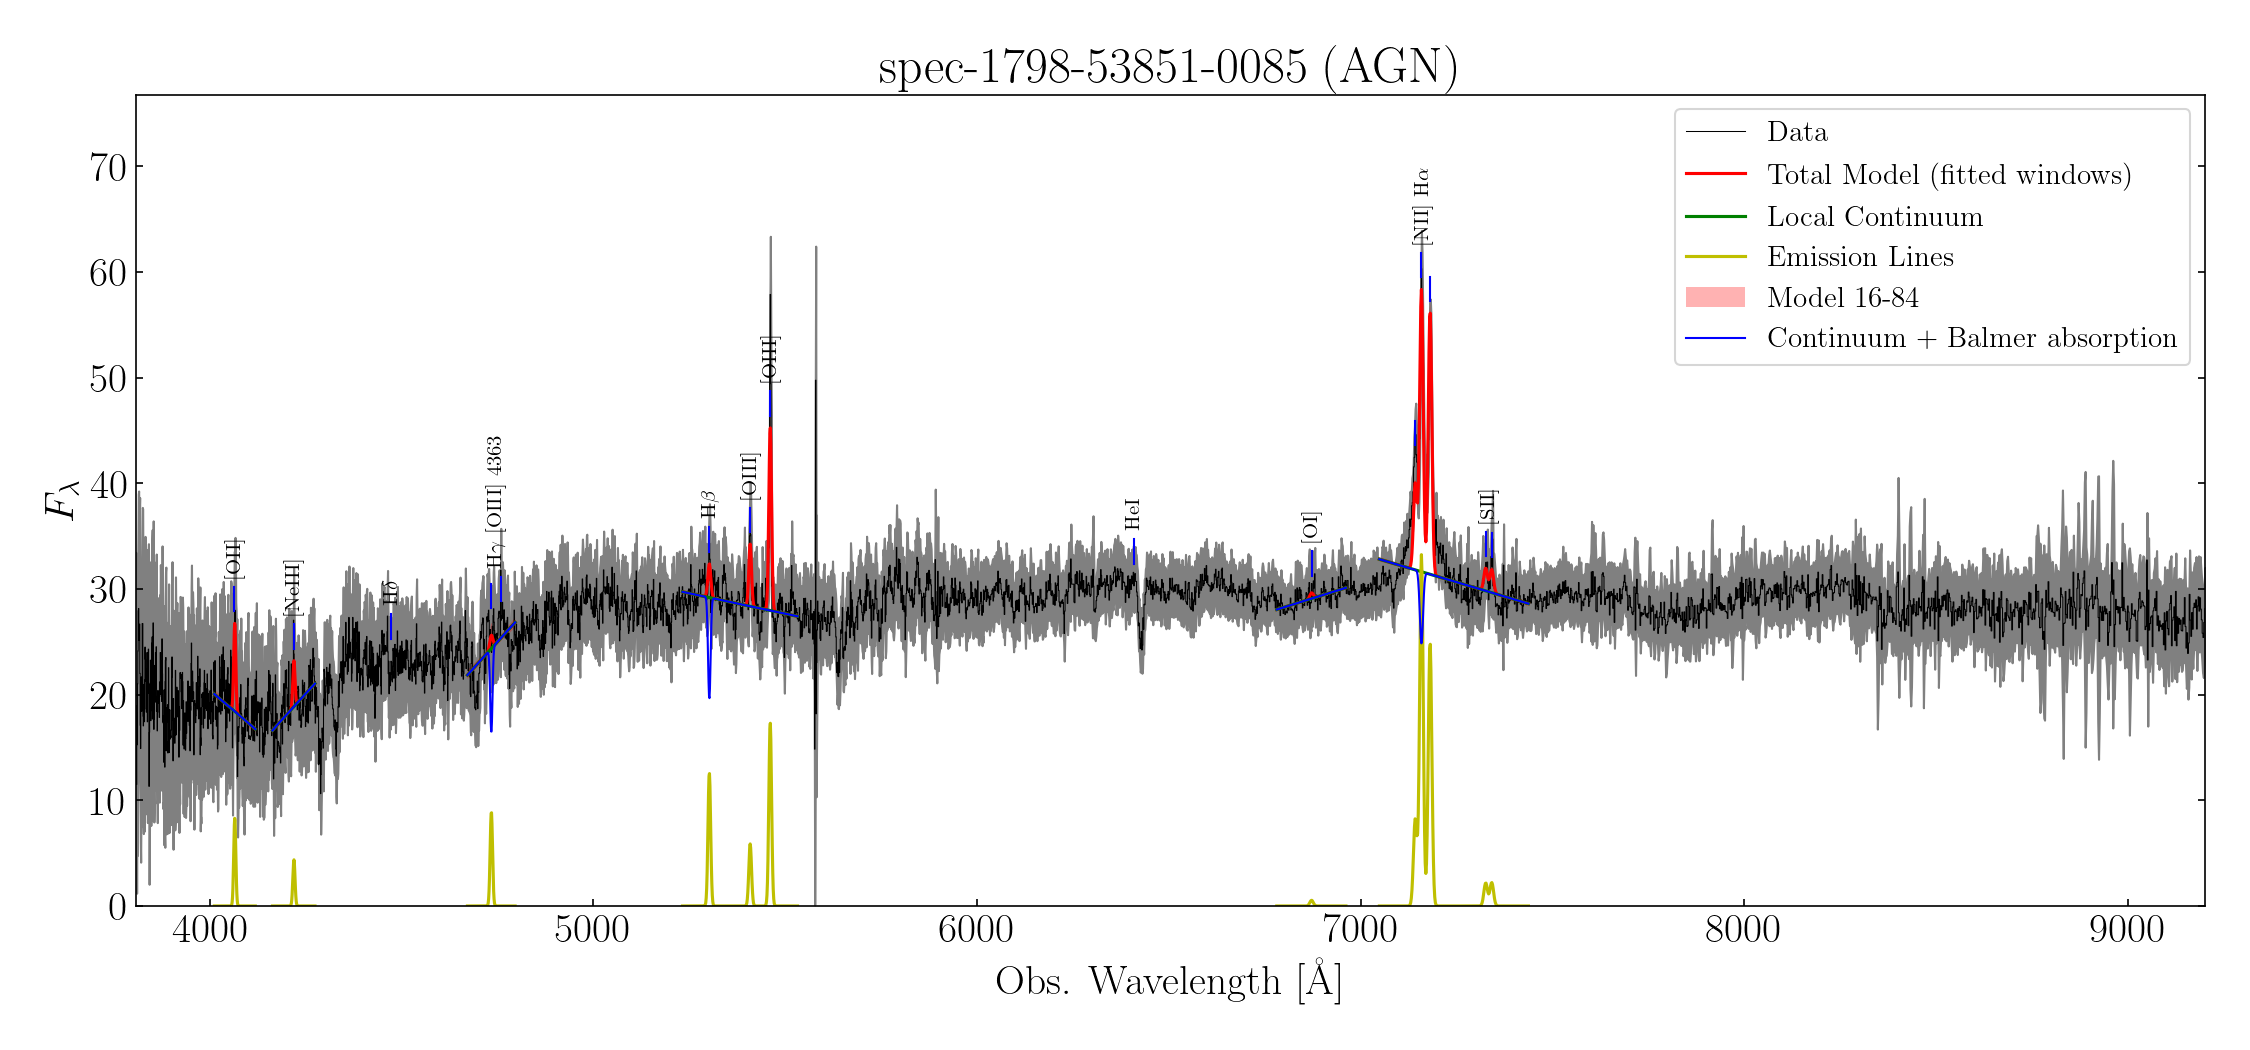 spec-1798-53851-0085 (AGN)
Data
Total Model (fitted windows)
Local Continuum
Emission Lines
Model 16-84
Continuum + Balmer absorption
[NII] Hα
[OIII]
[OIII]
Hβ
Hγ [OIII] 4363
[OII]
[NeIII]
Hδ
HeI
[OI]
[SII]
Fλ
70
60
50
40
30
20
10
0
4000 5000 6000 7000 8000 9000
Obs. Wavelength [Å]